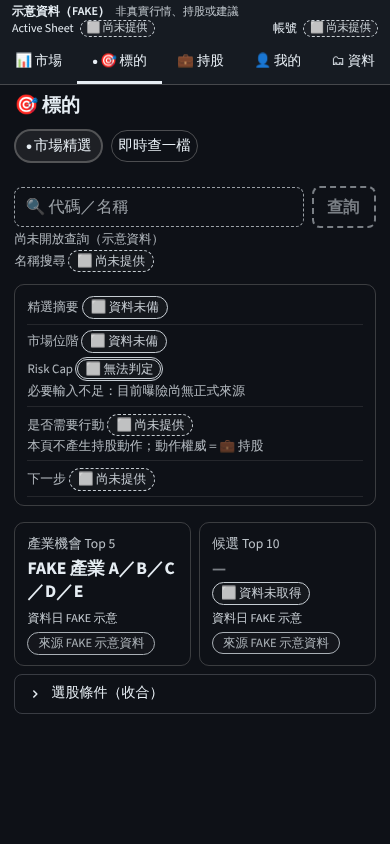 示意資料（FAKE） 非真實行情、持股或建議
Active Sheet 尚未提供 帳號 尚未提供
市場 標的 持股 我的 資料
標的
市場精選 即時查一檔
代碼／名稱 查詢
尚未開放查詢（示意資料）
名稱搜尋 尚未提供
精選摘要 資料未備
市場位階 資料未備
Risk Cap 無法判定
必要輸入不足：目前曝險尚無正式來源
是否需要行動 尚未提供
本頁不產生持股動作；動作權威＝ 持股
下一步 尚未提供
產業機會 Top 5
FAKE 產業 A／B／C
／D／E
資料日 FAKE 示意
來源 FAKE 示意資料
候選 Top 10
—
資料未取得
資料日 FAKE 示意
來源 FAKE 示意資料
選股條件（收合）